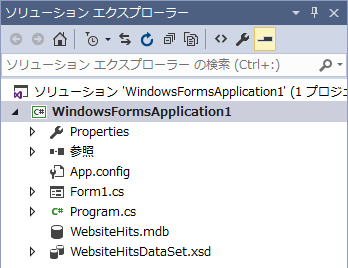 ソリューション エクスプローラー
ソリューション エクスプローラー の検索 (Ctrl+:)
ソリューション 'WindowsFormsApplication1' (1 プロジェ
C# WindowsFormsApplication1
Properties
参照
App.config
Form1.cs
C# Program.cs
WebsiteHits.mdb
WebsiteHitsDataSet.xsd